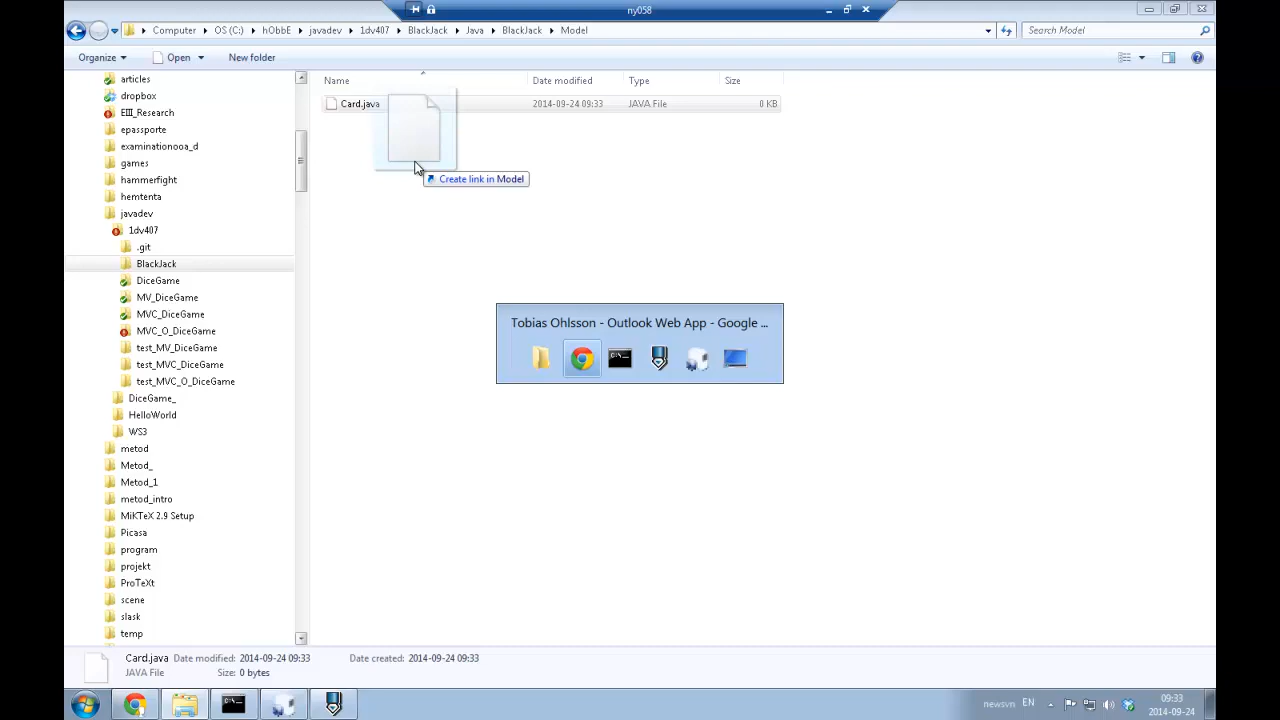 ny058
Computer OS (C:) hObbE javadev 1dv407 BlackJack Java BlackJack Model
Search Model
Organize Open New folder
Name Date modified Type Size
Card.java 2014-09-24 09:33 JAVA File 0 KB
Create link in Model
articles
dropbox
EIII_Research
epassporte
examinationooa_d
games
hammerfight
hemtenta
javadev
1dv407
.git
BlackJack
DiceGame
MV_DiceGame
MVC_DiceGame
MVC_O_DiceGame
test_MV_DiceGame
test_MVC_DiceGame
test_MVC_O_DiceGame
DiceGame_
HelloWorld
WS3
metod
Metod_
Metod_1
metod_intro
MiKTeX 2.9 Setup
Picasa
program
projekt
ProTeXt
scene
slask
temp
Tobias Ohlsson - Outlook Web App - Google ...
Card.java Date modified: 2014-09-24 09:33 Date created: 2014-09-24 09:33
JAVA File Size: 0 bytes
newsvn EN
09:33
2014-09-24